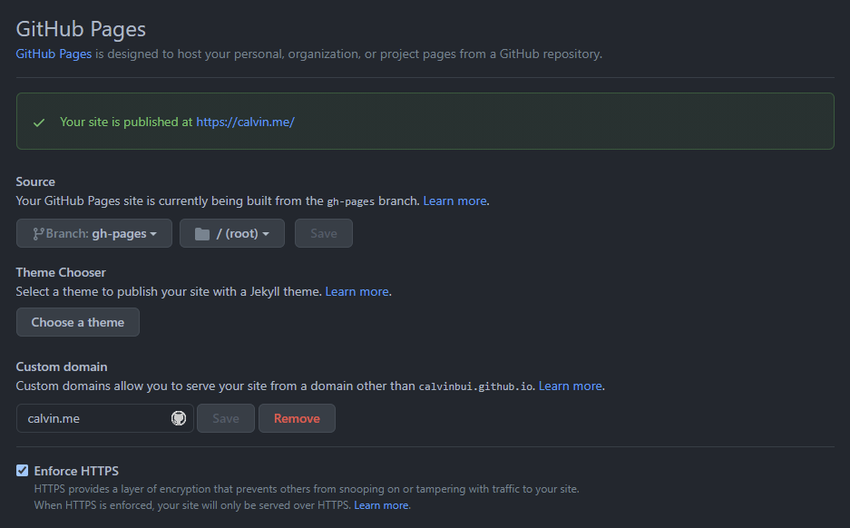 GitHub Pages
GitHub Pages is designed to host your personal, organization, or project pages from a GitHub repository.
Your site is published at https://calvin.me/
Source
Your GitHub Pages site is currently being built from the gh-pages branch. Learn more.
Branch: gh-pages
/ (root)
Save
Theme Chooser
Select a theme to publish your site with a Jekyll theme. Learn more.
Choose a theme
Custom domain
Custom domains allow you to serve your site from a domain other than calvinbui.github.io. Learn more.
calvin.me
Save
Remove
Enforce HTTPS
HTTPS provides a layer of encryption that prevents others from snooping on or tampering with traffic to your site.
When HTTPS is enforced, your site will only be served over HTTPS. Learn more.